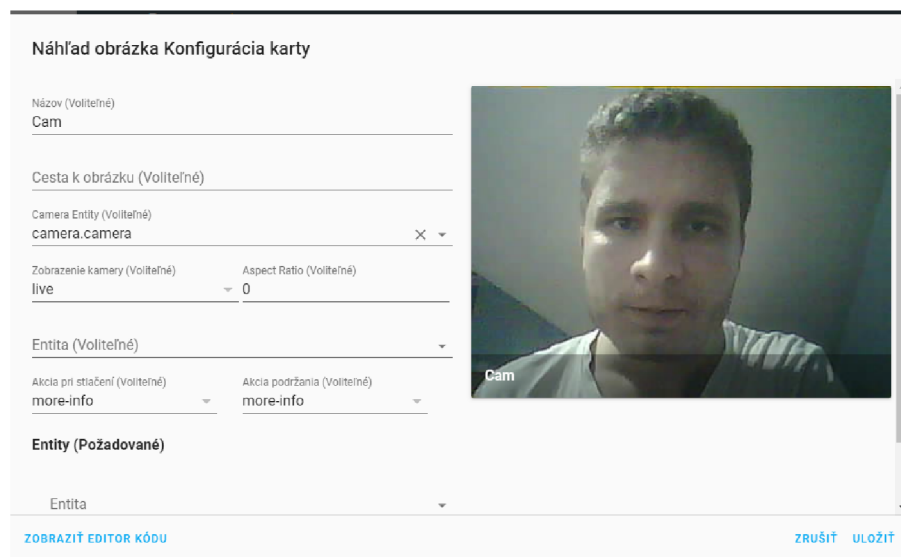 Náhľad obrázka Konfigurácia karty
Názov (Voliteľné)
Cam
Cesta k obrázku (Voliteľné)
Camera Entity (Voliteľné)
camera.camera
Zobrazenie kamery (Voliteľné) Aspect Ratio (Voliteľné)
live 0
Entita (Voliteľné)
Akcia pri stlačení (Voliteľné) Akcia podržania (Voliteľné)
more-info more-info
Entity (Požadované)
Entita
Cam
ZOBRAZIŤ EDITOR KÓDU ZRUŠIŤ ULOŽIŤ